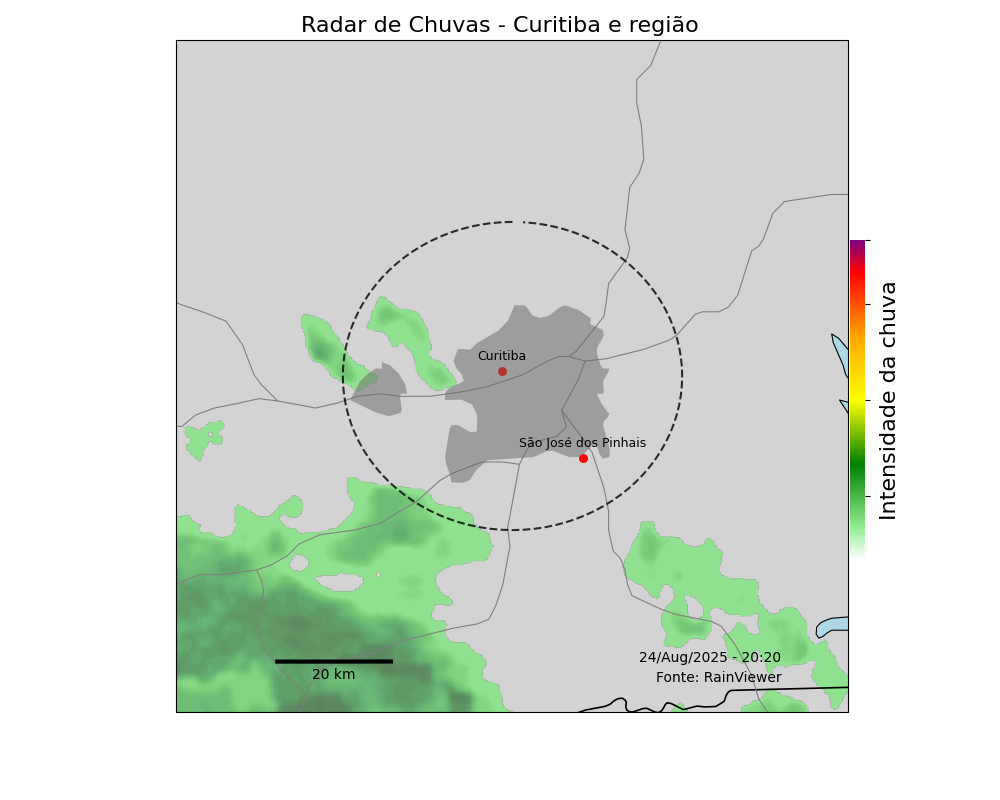 Radar de Chuvas - Curitiba e região
Curitiba
São José dos Pinhais
Intensidade da chuva
24/Aug/2025 - 20:20
Fonte: RainViewer
20 km